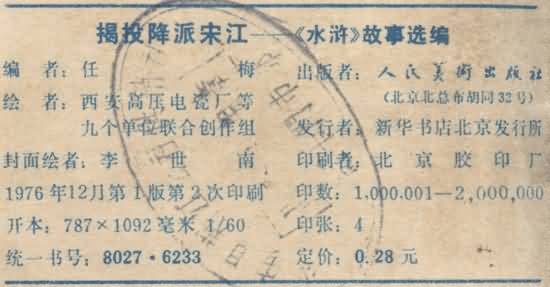 揭投降派宋江——《水浒》故事选编
编者：任梅
绘者：西安高压电瓷厂等
九个单位联合创作组
封面绘者：李世南
1976年12月第1版第2次印刷
开本：787×1092毫米 1/60
统一书号：8027·6233
出版者：人民美术出版社
（北京北总布胡同32号）
发行者：新华书店北京发行所
印刷者：北京胶印厂
印数：1,000,001—2,000,000
印张：4
定价：0.28元